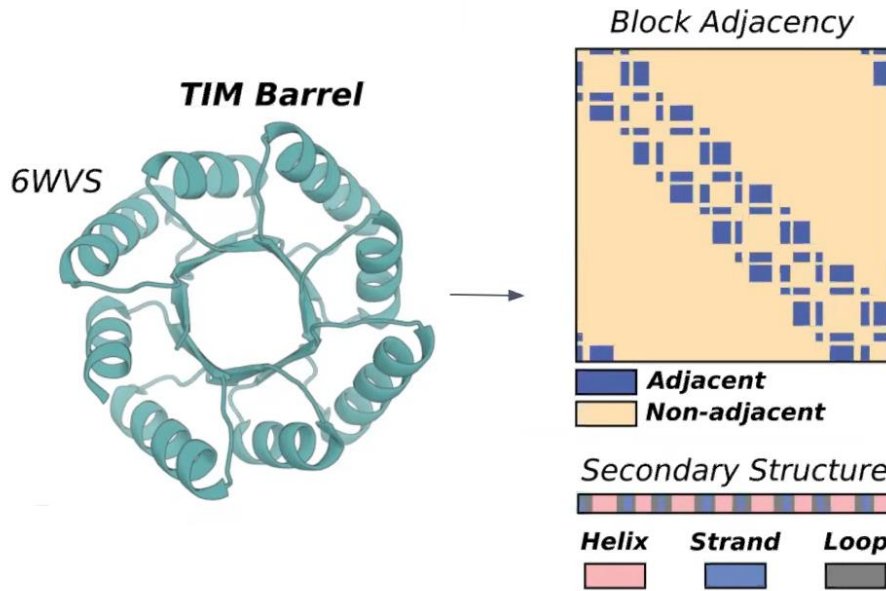 Block Adjacency
TIM Barrel
6WVS
Adjacent
Non-adjacent
Secondary Structure
Helix Strand Loop